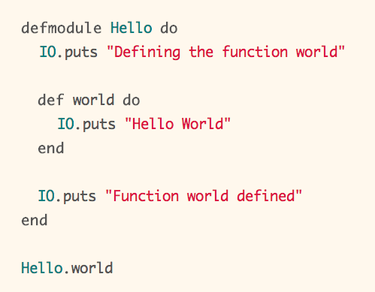 defmodule Hello do
  IO.puts "Defining the function world"

  def world do
    IO.puts "Hello World"
  end

  IO.puts "Function world defined"
end

Hello.world